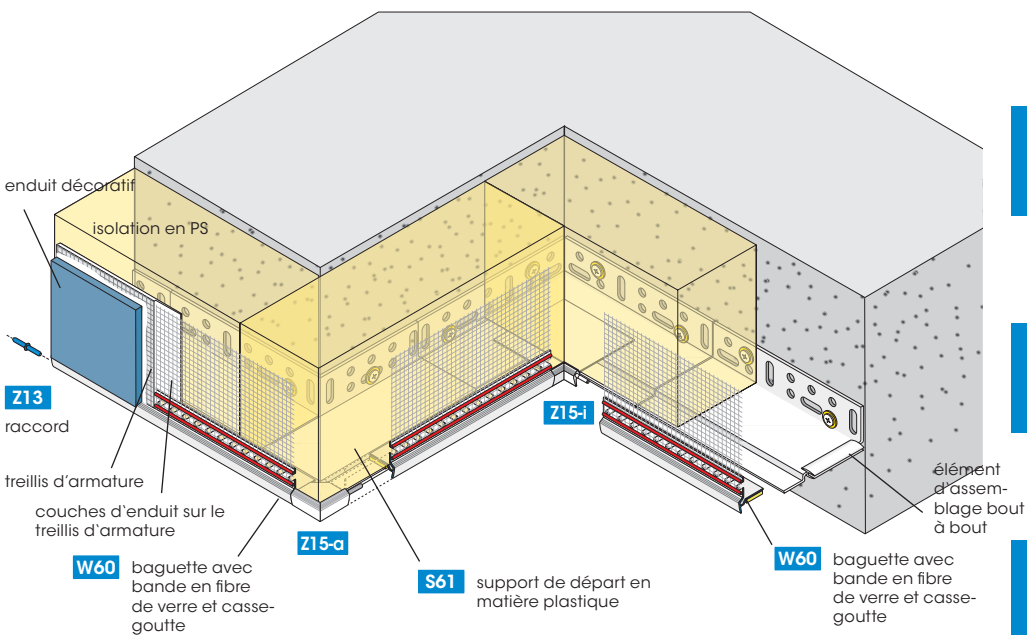 enduit décoratif
isolation en PS
Z13
raccord
treillis d'armature
couches d'enduit sur le
treillis d'armature
W60
baguette avec
bande en fibre
de verre et casse-
goutte
Z15-a
S61
support de départ en
matière plastique
Z15-i
W60
baguette avec
bande en fibre
de verre et casse-
goutte
élément
d'assem-
blage bout
à bout